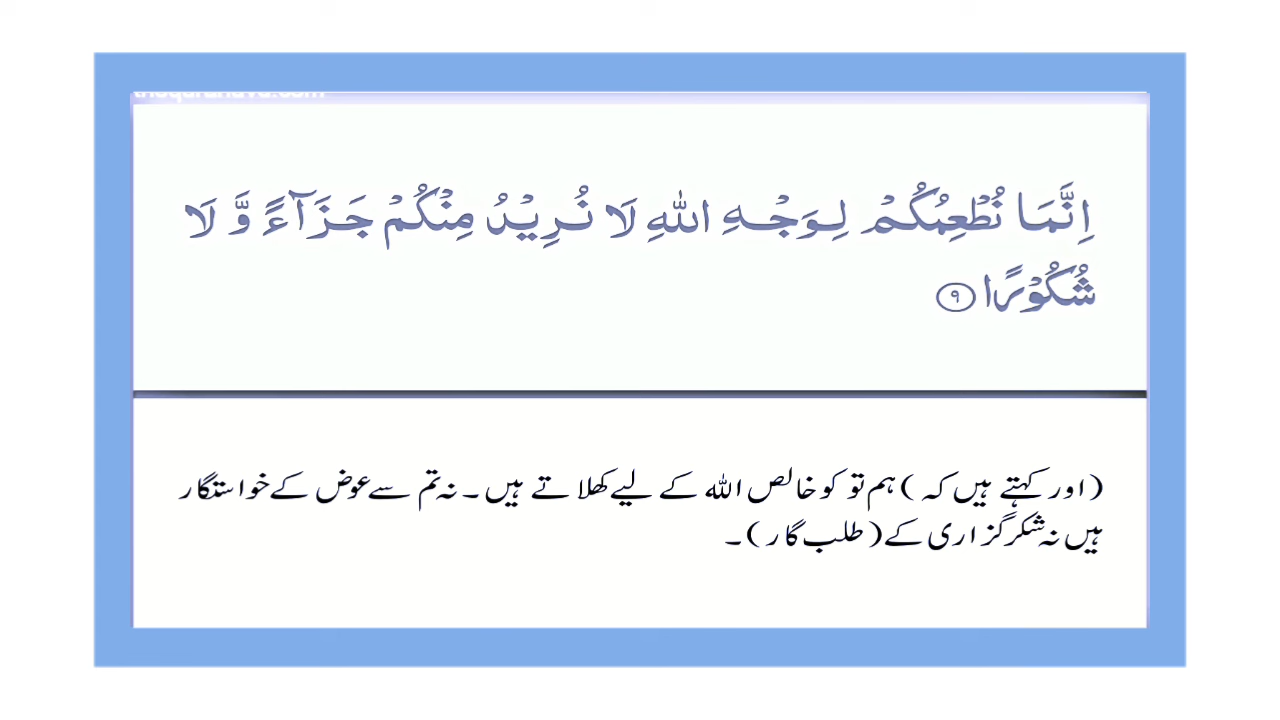 اِنَّمَا نُطْعِمُكُمْ لِوَجْهِ اللّٰهِ لَا نُرِيْدُ مِنْكُمْ جَزَآءً وَّ لَا
شُكُوْرًا ۹
(اور کہتے ہیں کہ) ہم تو کو خالص اللہ کے لیے کھلاتے ہیں۔ نہ تم سے عوض کے خواستگار
ہیں نہ شکرگزاری کے (طلب گار)۔